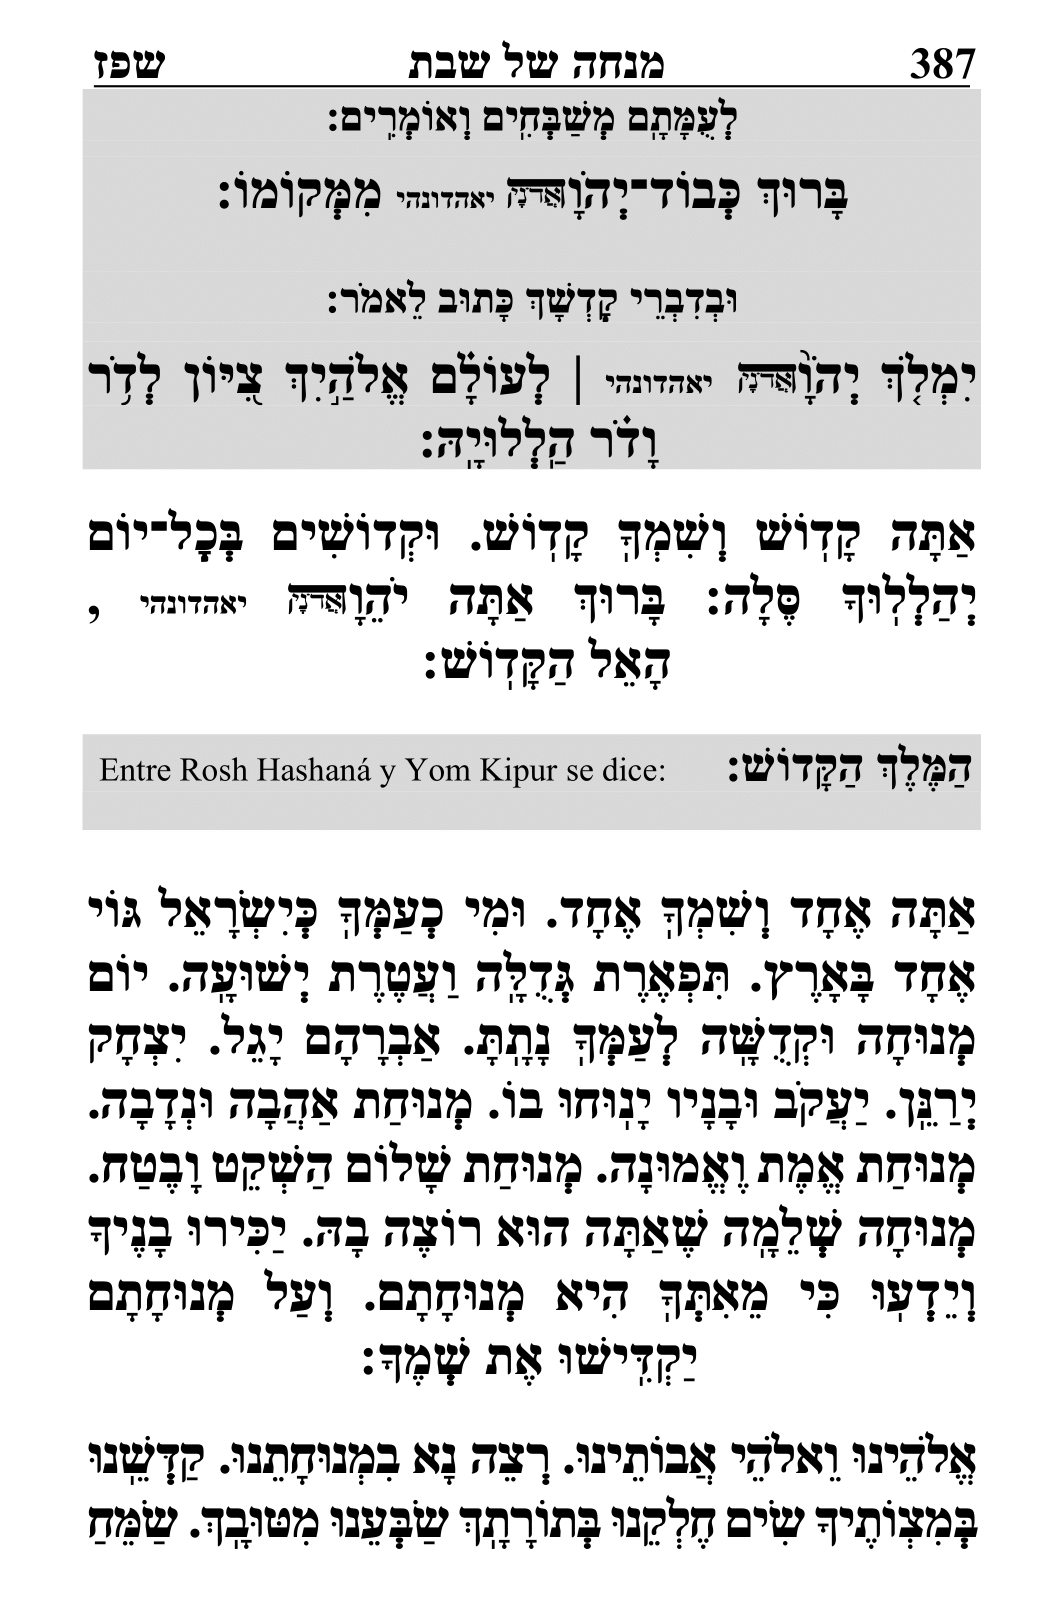 387 מנחה של שבת שפז
לְעֻמָּתָם מְשַׁבְּחִים וְאוֹמְרִים:
בָּרוּךְ כְּבוֹד־יְהֹוָאֲדֹנָיּ יאהדונהי מִמְּקוֹמוֹ:
וּבְדִבְרֵי קָדְשָׁךְ כָּתוּב לֵאמֹר:
יִמְלֹךְ יְהֹוָאֲדֹנָיּ יאהדונהי | לְעוֹלָם אֱלֹהַיִךְ צִיּוֹן לְדֹר
וָדֹר הַלְלוּיָהּ:
אַתָּה קָדוֹשׁ וְשִׁמְךָ קָדוֹשׁ. וּקְדוֹשִׁים בְּכָל־יוֹם
יְהַלְלוּךָ סֶּלָה: בָּרוּךְ אַתָּה יֹהֵוָאֲדֹנָיּ יאהדונהי ,
הָאֵל הַקָּדוֹשׁ:
Entre Rosh Hashaná y Yom Kipur se dice: הַמֶּלֶךְ הַקָּדוֹשׁ:
אַתָּה אֶחָד וְשִׁמְךָ אֶחָד. וּמִי כְעַמְּךָ כְּיִשְׂרָאֵל גּוֹי
אֶחָד בָּאָרֶץ. תִּפְאֶרֶת גְּדֻלָּה וַעֲטֶרֶת יְשׁוּעָה. יוֹם
מְנוּחָה וּקְדֻשָּׁה לְעַמְּךָ נָתָתָּ. אַבְרָהָם יָגֵל. יִצְחָק
יְרַנֵּן. יַעֲקֹב וּבָנָיו יָנוּחוּ בוֹ. מְנוּחַת אַהֲבָה וּנְדָבָה.
מְנוּחַת אֱמֶת וֶאֱמוּנָה. מְנוּחַת שָׁלוֹם הַשְׁקֵט וָבֶטַח.
מְנוּחָה שְׁלֵמָה שֶׁאַתָּה הוּא רוֹצֶה בָהּ. יַכִּירוּ בָנֶיךָ
וְיֵדְעוּ כִּי מֵאִתְּךָ הִיא מְנוּחָתָם. וְעַל מְנוּחָתָם
יַקְדִּישׁוּ אֶת שְׁמֶךָ:
אֱלֹהֵינוּ וֵאלֹהֵי אֲבוֹתֵינוּ. רְצֵה נָא בִמְנוּחָתֵנוּ. קַדְּשֵׁנוּ
בְּמִצְוֹתֶיךָ שִׂים חֶלְקֵנוּ בְּתוֹרָתָךְ שַׂבְּעֵנוּ מִטּוּבָךְ. שַׂמֵּחַ